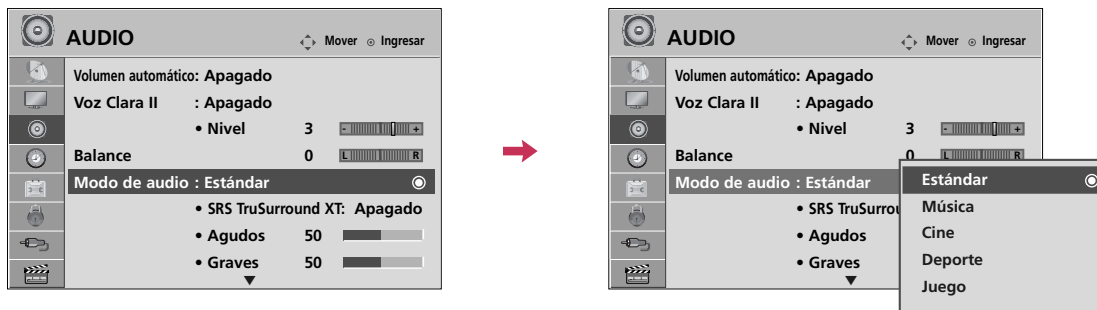 AUDIO
Mover Ingresar
Volumen automático: Apagado
Voz Clara II : Apagado
• Nivel 3 - +
Balance 0 L R
Modo de audio : Estándar
• SRS TruSurround XT: Apagado
• Agudos 50
• Graves 50
AUDIO
Mover Ingresar
Volumen automático: Apagado
Voz Clara II : Apagado
• Nivel 3 - +
Balance 0 L R
Modo de audio : Estándar
• SRS
• Agudos
• Graves
Estándar
Música
Cine
Deporte
Juego